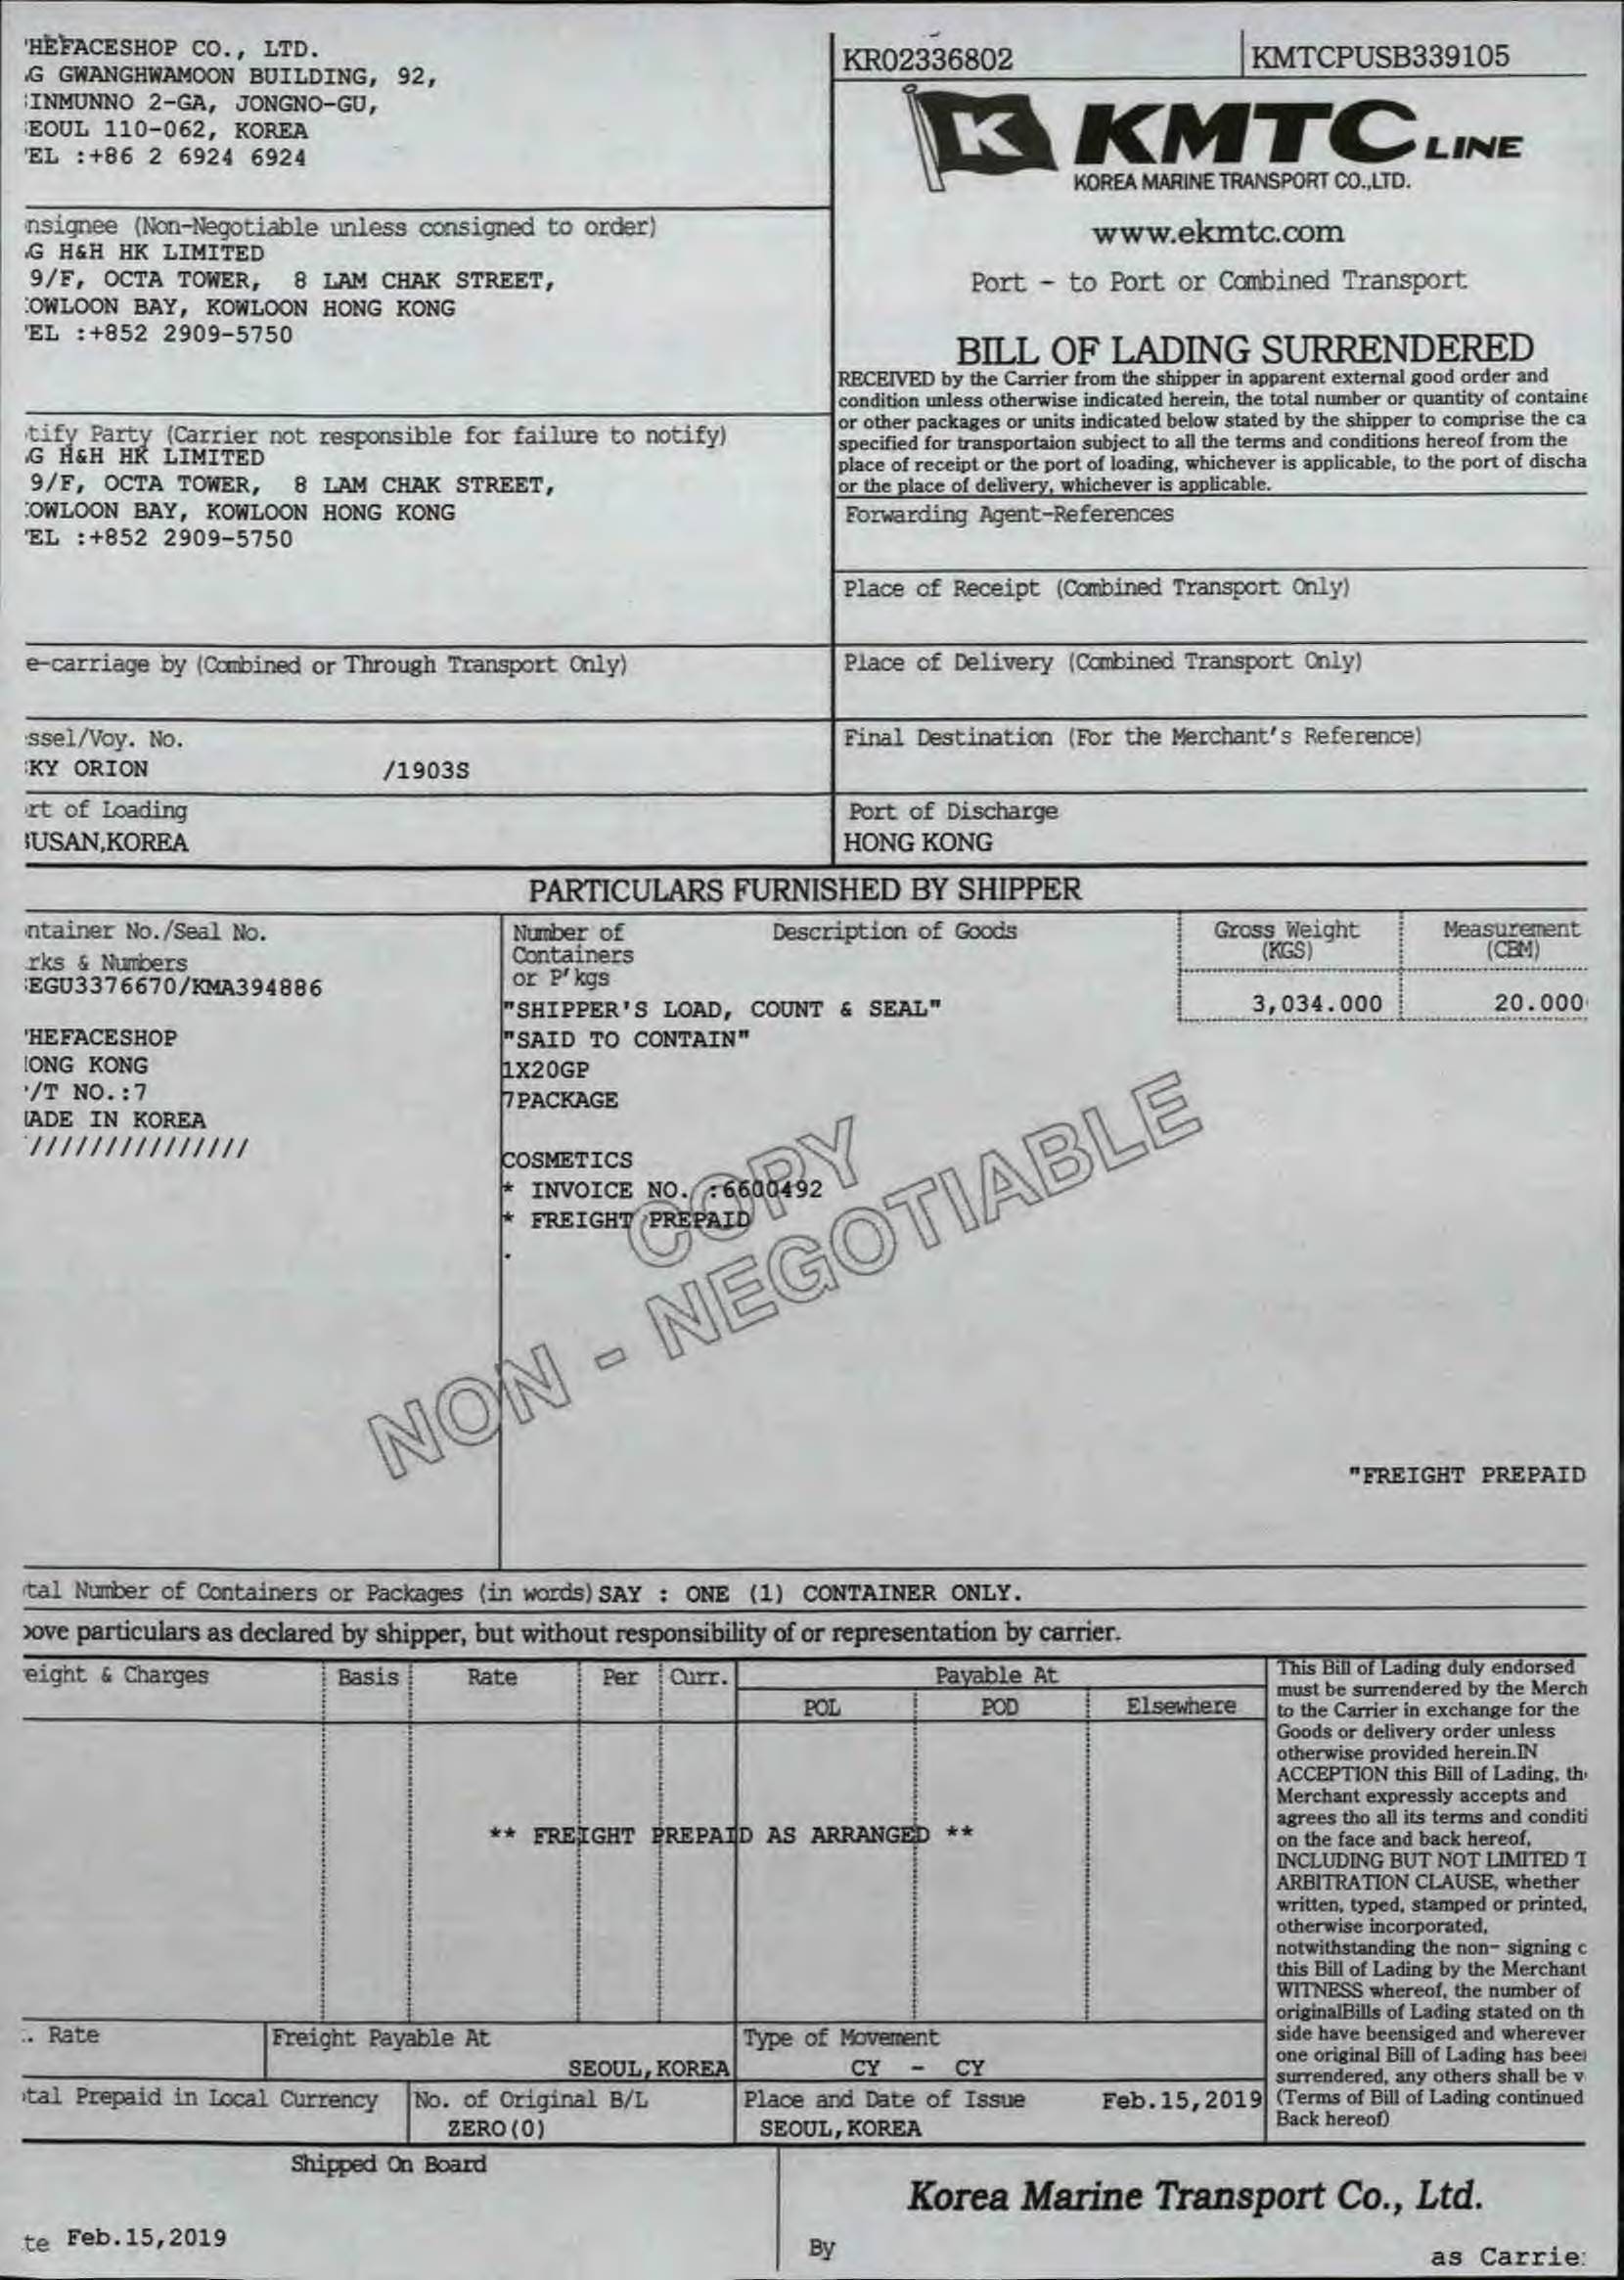 'HEFACESHOP CO., LTD.
G GWANGHWAMOON BUILDING, 92,
INMUNNO 2-GA, JONGNO-GU,
EOUL 110-062, KOREA
'EL :+86 2 6924 6924
KR02336802
KMTCPUSB339105
K KMTC LINE
KOREA MARINE TRANSPORT CO.,LTD.
www.ekmtc.com
Port - to Port or Combined Transport
BILL OF LADING SURRENDERED
RECEIVED by the Carrier from the shipper in apparent external good order and
condition unless otherwise indicated herein, the total number or quantity of containe
or other packages or units indicated below stated by the shipper to comprise the ca
specified for transportaion subject to all the terms and conditions hereof from the
place of receipt or the port of loading, whichever is applicable, to the port of discha
or the place of delivery, whichever is applicable.
nsignee (Non-Negotiable unless consigned to order)
G H&H HK LIMITED
9/F, OCTA TOWER, 8 LAM CHAK STREET,
OWLOON BAY, KOWLOON HONG KONG
'EL :+852 2909-5750
tify Party (Carrier not responsible for failure to notify)
G H&H HK LIMITED
9/F, OCTA TOWER, 8 LAM CHAK STREET,
OWLOON BAY, KOWLOON HONG KONG
'EL :+852 2909-5750
Forwarding Agent-References
Place of Receipt (Combined Transport Only)
e-carriage by (Combined or Through Transport Only)
Place of Delivery (Combined Transport Only)
ssel/Voy. No.
KY ORION /1903S
Final Destination (For the Merchant's Reference)
rt of Loading
USAN,KOREA
Port of Discharge
HONG KONG
PARTICULARS FURNISHED BY SHIPPER
ntainer No./Seal No.
rks & Numbers
EGU3376670/KMA394886
'HEFACESHOP
ONG KONG
'/T NO.:7
ADE IN KOREA
///////////////
Number of
Containers
or P'kgs
Description of Goods
Gross Weight
(KGS)
Measurement
(CBM)
3,034.000
20.000
"SHIPPER'S LOAD, COUNT & SEAL"
"SAID TO CONTAIN"
1X20GP
7PACKAGE
COSMETICS
* INVOICE NO. :6600492
* FREIGHT PREPAID
.
COPY
NON - NEGOTIABLE
"FREIGHT PREPAID
tal Number of Containers or Packages (in words) SAY : ONE (1) CONTAINER ONLY.
ove particulars as declared by shipper, but without responsibility of or representation by carrier.
eight & Charges
Basis
Rate
Per
Curr.
Payable At
POL
POD
Elsewhere
** FREIGHT PREPAID AS ARRANGED **
This Bill of Lading duly endorsed
must be surrendered by the Merch
to the Carrier in exchange for the
Goods or delivery order unless
otherwise provided herein.IN
ACCEPTION this Bill of Lading, th
Merchant expressly accepts and
agrees tho all its terms and conditi
on the face and back hereof,
INCLUDING BUT NOT LIMITED T
ARBITRATION CLAUSE, whether
written, typed, stamped or printed,
otherwise incorporated,
notwithstanding the non- signing c
this Bill of Lading by the Merchant
WITNESS whereof, the number of
originalBills of Lading stated on th
side have beensiged and wherever
one original Bill of Lading has bee
surrendered, any others shall be v
(Terms of Bill of Lading continued
Back hereof)
. Rate
Freight Payable At
SEOUL,KOREA
Type of Movement
CY - CY
tal Prepaid in Local Currency
No. of Original B/L
ZERO(0)
Place and Date of Issue
Feb.15,2019
SEOUL,KOREA
Shipped On Board
te Feb.15,2019
Korea Marine Transport Co., Ltd.
By
as Carrie